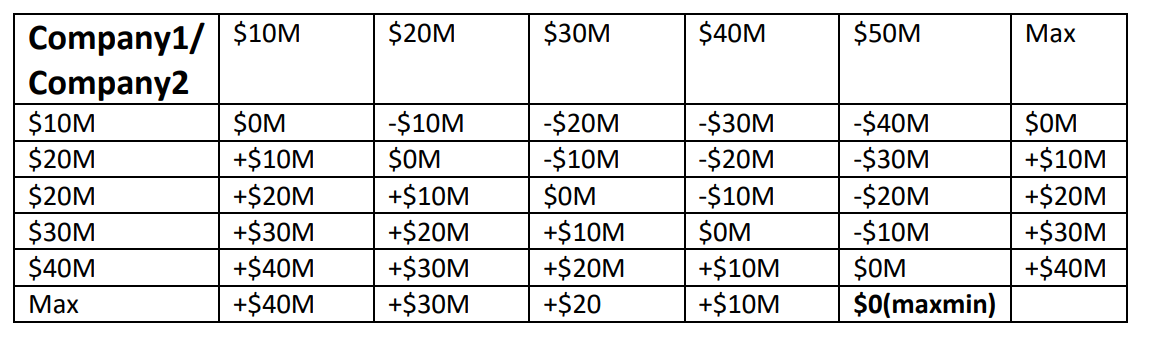 Company1/ $10M $20M $30M $40M $50M Max
Company2
$10M $0M -$10M -$20M -$30M -$40M $0M
$20M +$10M $0M -$10M -$20M -$30M +$10M
$20M +$20M +$10M $0M -$10M -$20M +$20M
$30M +$30M +$20M +$10M $0M -$10M +$30M
$40M +$40M +$30M +$20M +$10M $0M +$40M
Max +$40M +$30M +$20 +$10M $0(maxmin)